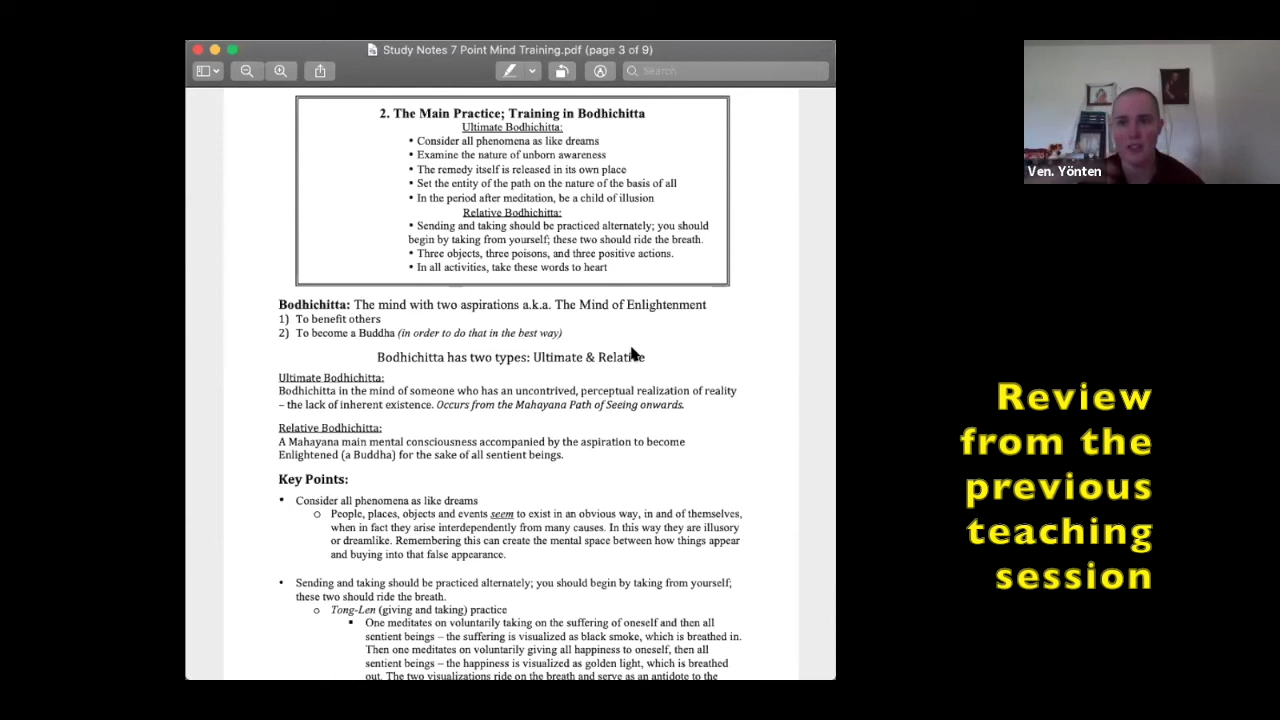 Study Notes 7 Point Mind Training.pdf (page 3 of 9)
Search
2. The Main Practice; Training in Bodhichitta
Ultimate Bodhichitta:
• Consider all phenomena as like dreams
• Examine the nature of unborn awareness
• The remedy itself is released in its own place
• Set the entity of the path on the nature of the basis of all
• In the period after meditation, be a child of illusion
Relative Bodhichitta:
• Sending and taking should be practiced alternately; you should
begin by taking from yourself; these two should ride the breath.
• Three objects, three poisons, and three positive actions.
• In all activities, take these words to heart
Bodhichitta: The mind with two aspirations a.k.a. The Mind of Enlightenment
1) To benefit others
2) To become a Buddha (in order to do that in the best way)
Bodhichitta has two types: Ultimate & Relative
Ultimate Bodhichitta:
Bodhichitta in the mind of someone who has an uncontrived, perceptual realization of reality
– the lack of inherent existence. Occurs from the Mahayana Path of Seeing onwards.
Relative Bodhichitta:
A Mahayana main mental consciousness accompanied by the aspiration to become
Enlightened (a Buddha) for the sake of all sentient beings.
Key Points:
• Consider all phenomena as like dreams
o People, places, objects and events seem to exist in an obvious way, in and of themselves,
when in fact they arise interdependently from many causes. In this way they are illusory
or dreamlike. Remembering this can create the mental space between how things appear
and buying into that false appearance.
• Sending and taking should be practiced alternately; you should begin by taking from yourself;
these two should ride the breath.
o Tong-Len (giving and taking) practice
▪ One meditates on voluntarily taking on the suffering of oneself and then all
sentient beings – the suffering is visualized as black smoke, which is breathed in.
Then one meditates on voluntarily giving all happiness to oneself, then all
sentient beings – the happiness is visualized as golden light, which is breathed
out. The two visualizations ride on the breath and serve as an antidote to the
Ven. Yönten
Review
from the
previous
teaching
session